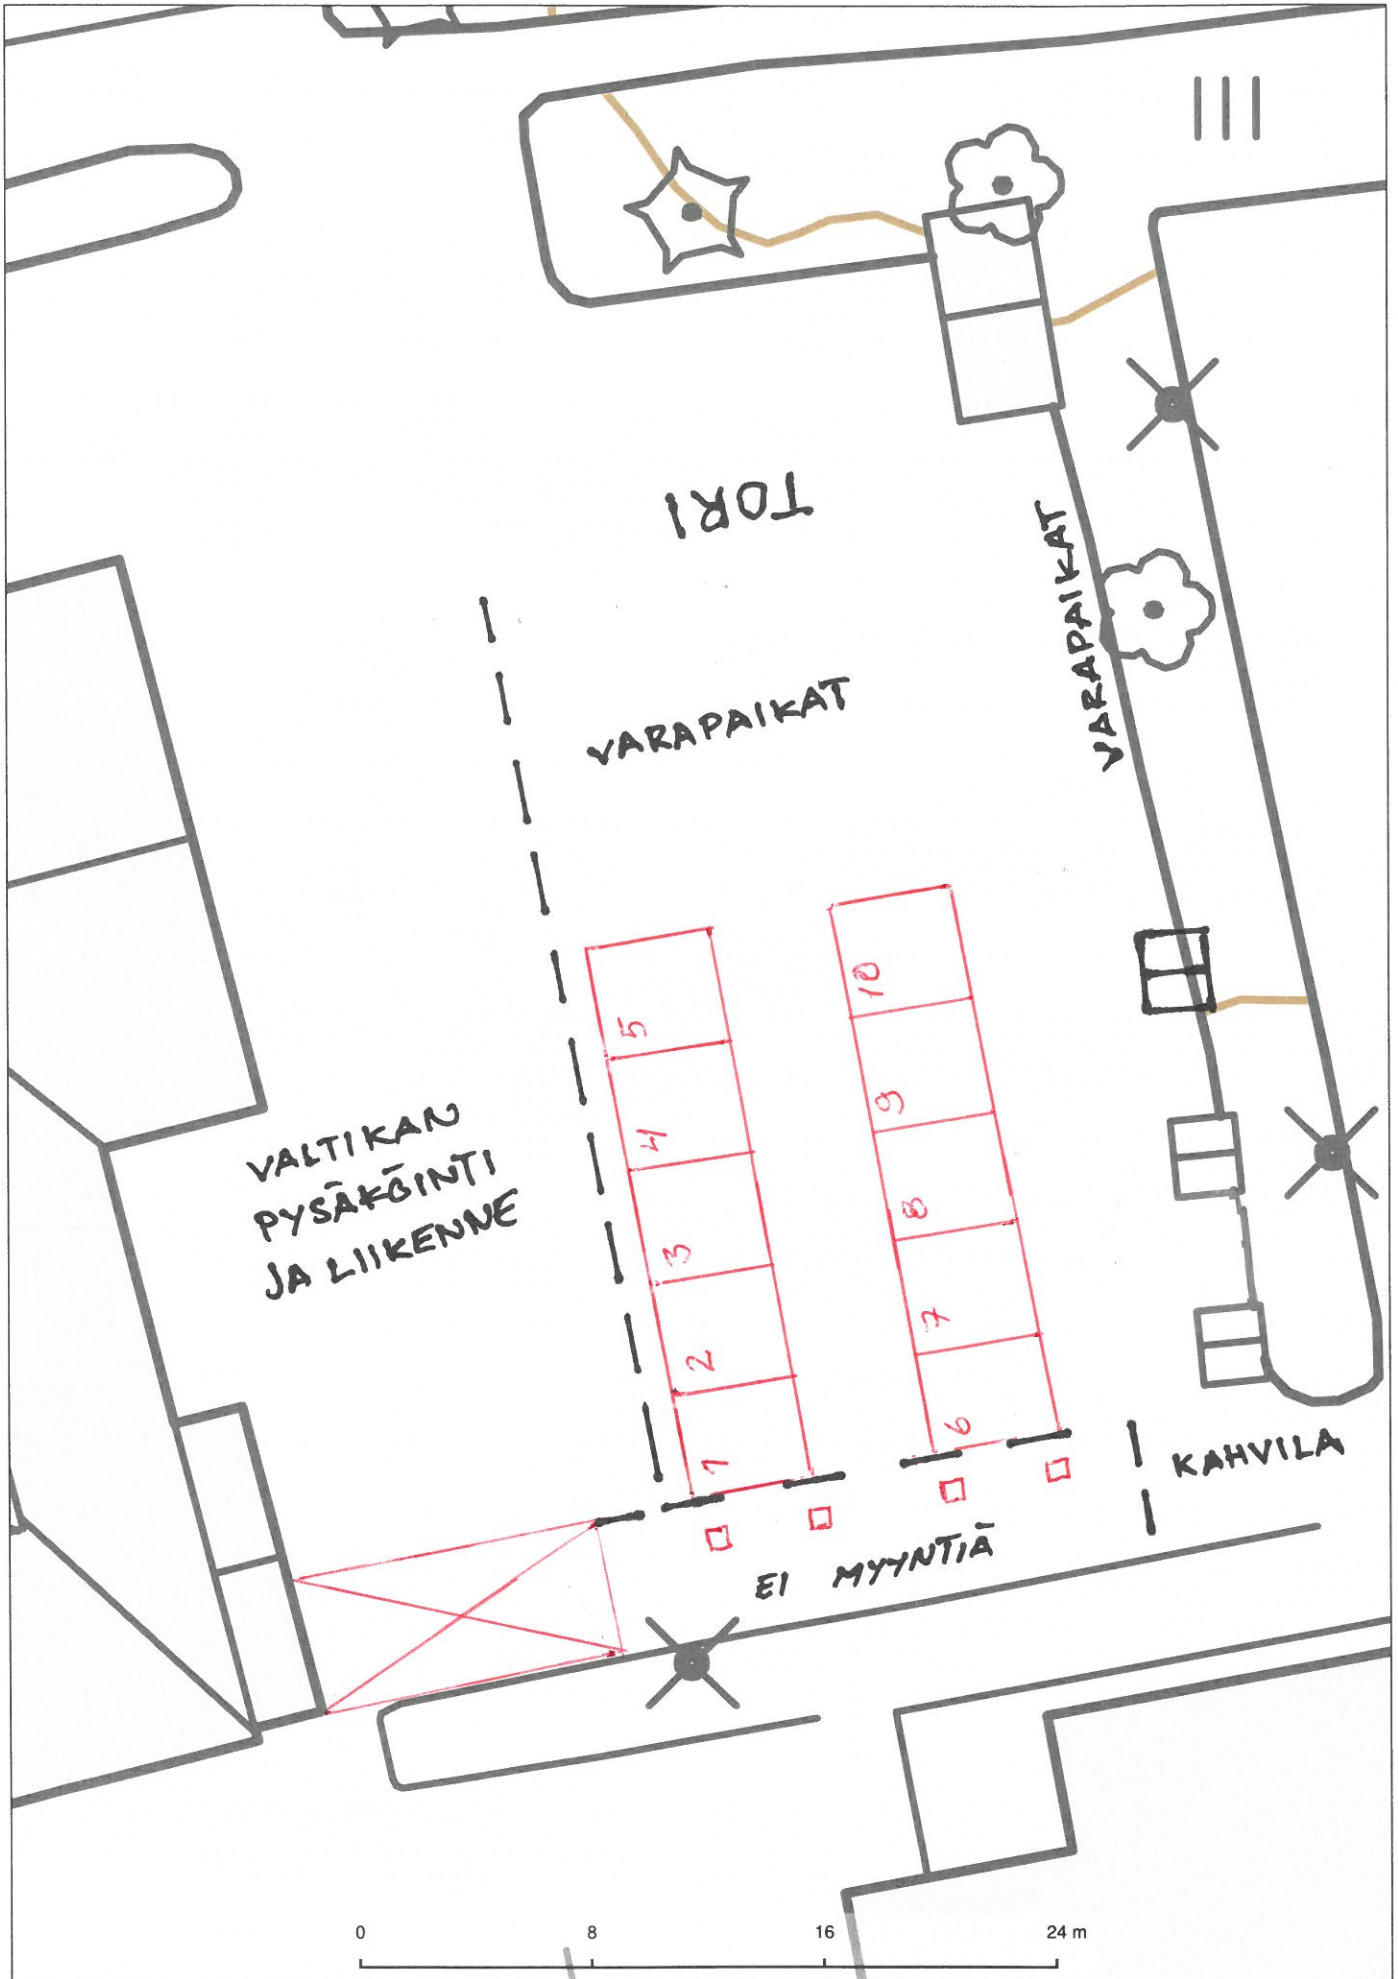 TORI
VARAPAIKAT
VARAPAIKAT
VALTIKAN
PYSÄKÖINTI
JA LIIKENNE
5
4
3
2
1
10
9
8
7
6
KAHVILA
EI MYYNTIÄ
0 8 16 24 m